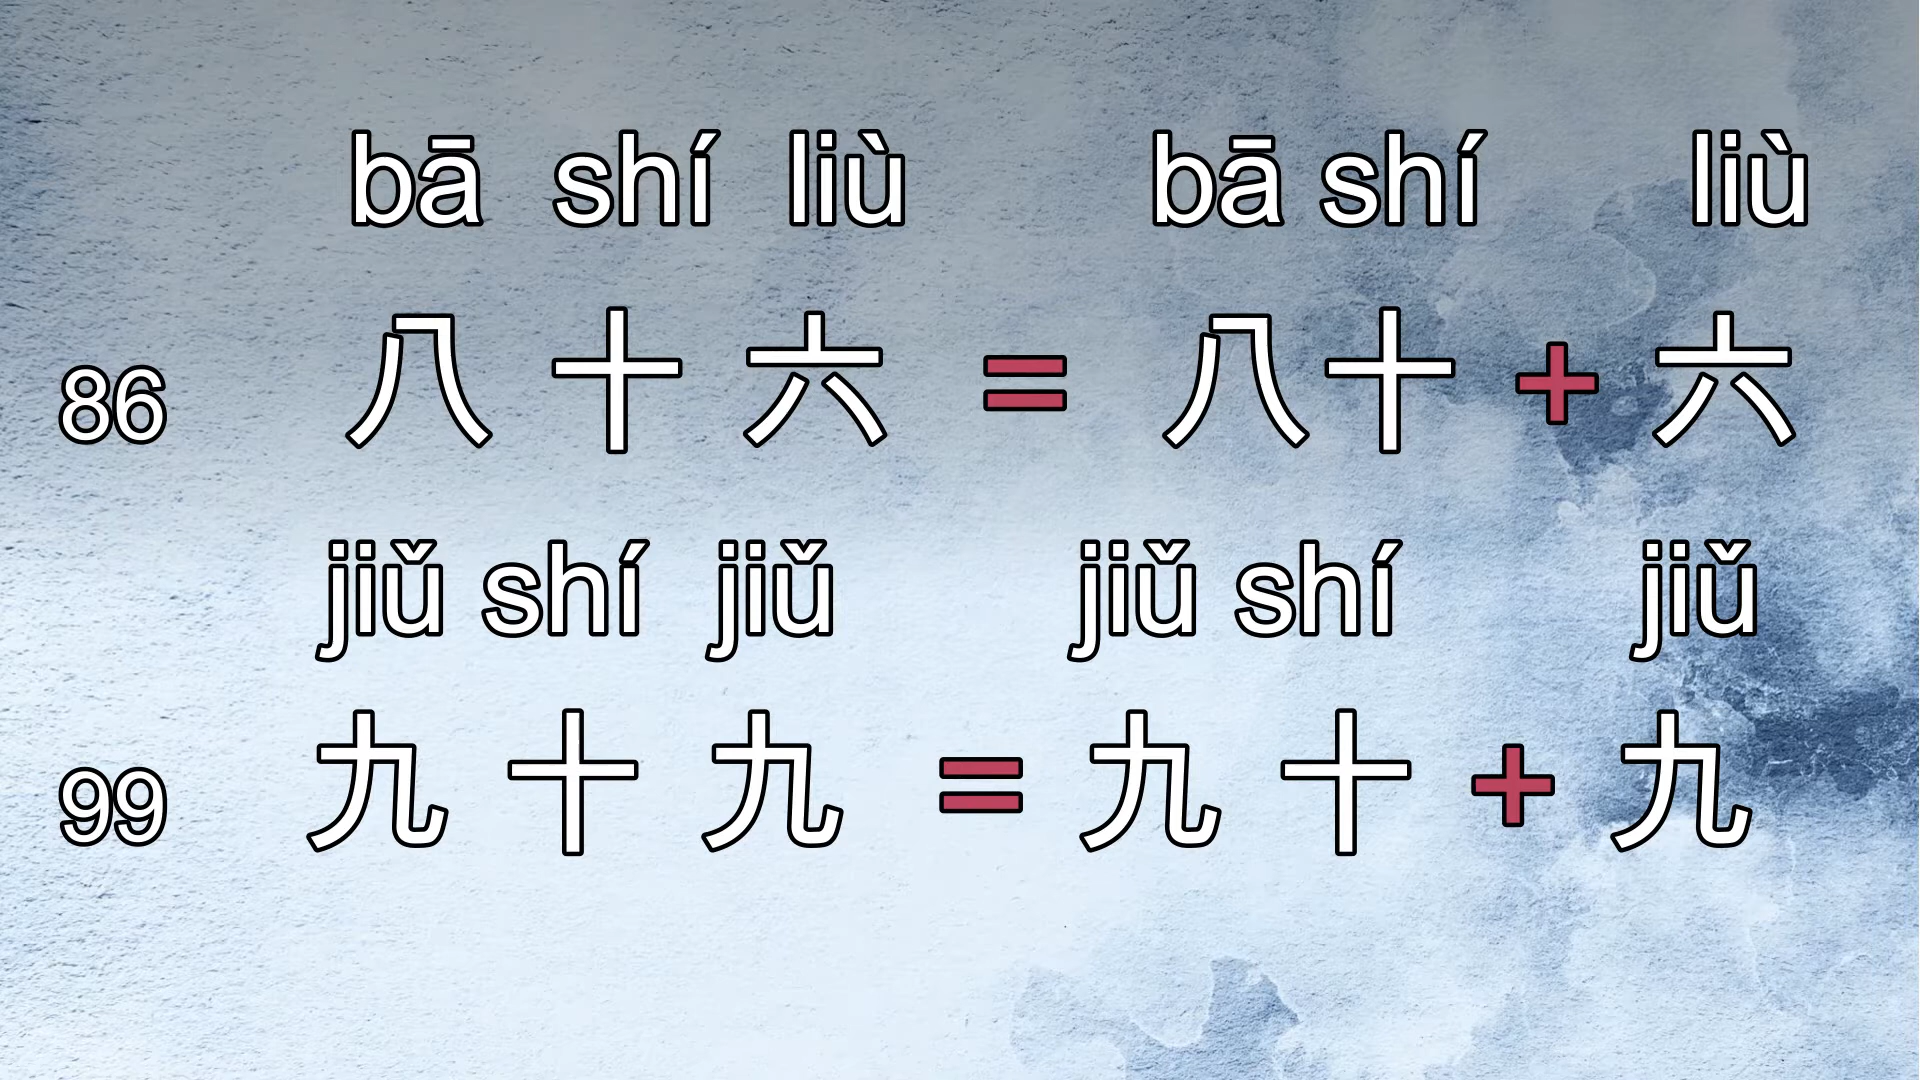 bā shí liù bā shí liù
86 八十六 = 八十 + 六
jiǔ shí jiǔ jiǔ shí jiǔ
99 九十九 = 九十 + 九